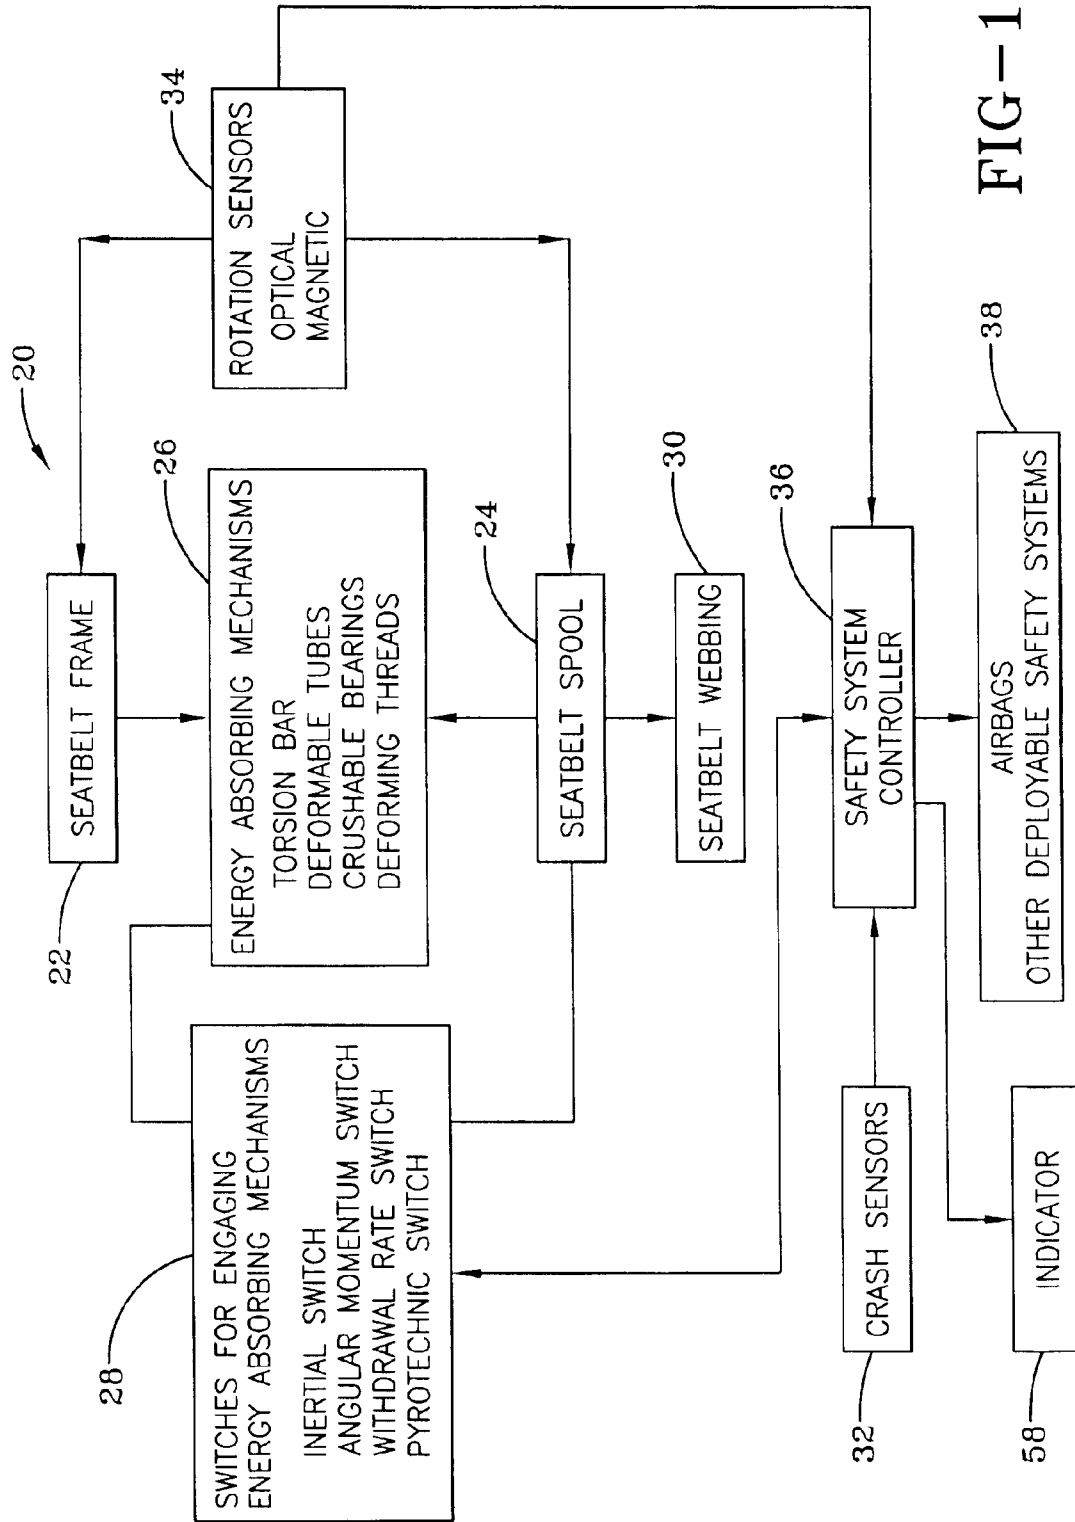 20
SEATBELT FRAME
22
SWITCHES FOR ENGAGING
ENERGY ABSORBING MECHANISMS
INERTIAL SWITCH
ANGULAR MOMENTUM SWITCH
WITHDRAWAL RATE SWITCH
PYROTECHNIC SWITCH
28
ENERGY ABSORBING MECHANISMS
TORSION BAR
DEFORMABLE TUBES
CRUSHABLE BEARINGS
DEFORMING THREADS
26
ROTATION SENSORS
OPTICAL
MAGNETIC
34
SEATBELT SPOOL
24
SEATBELT WEBBING
30
CRASH SENSORS
32
SAFETY SYSTEM
CONTROLLER
36
INDICATOR
58
AIRBAGS
OTHER DEPLOYABLE SAFETY SYSTEMS
38
FIG-1